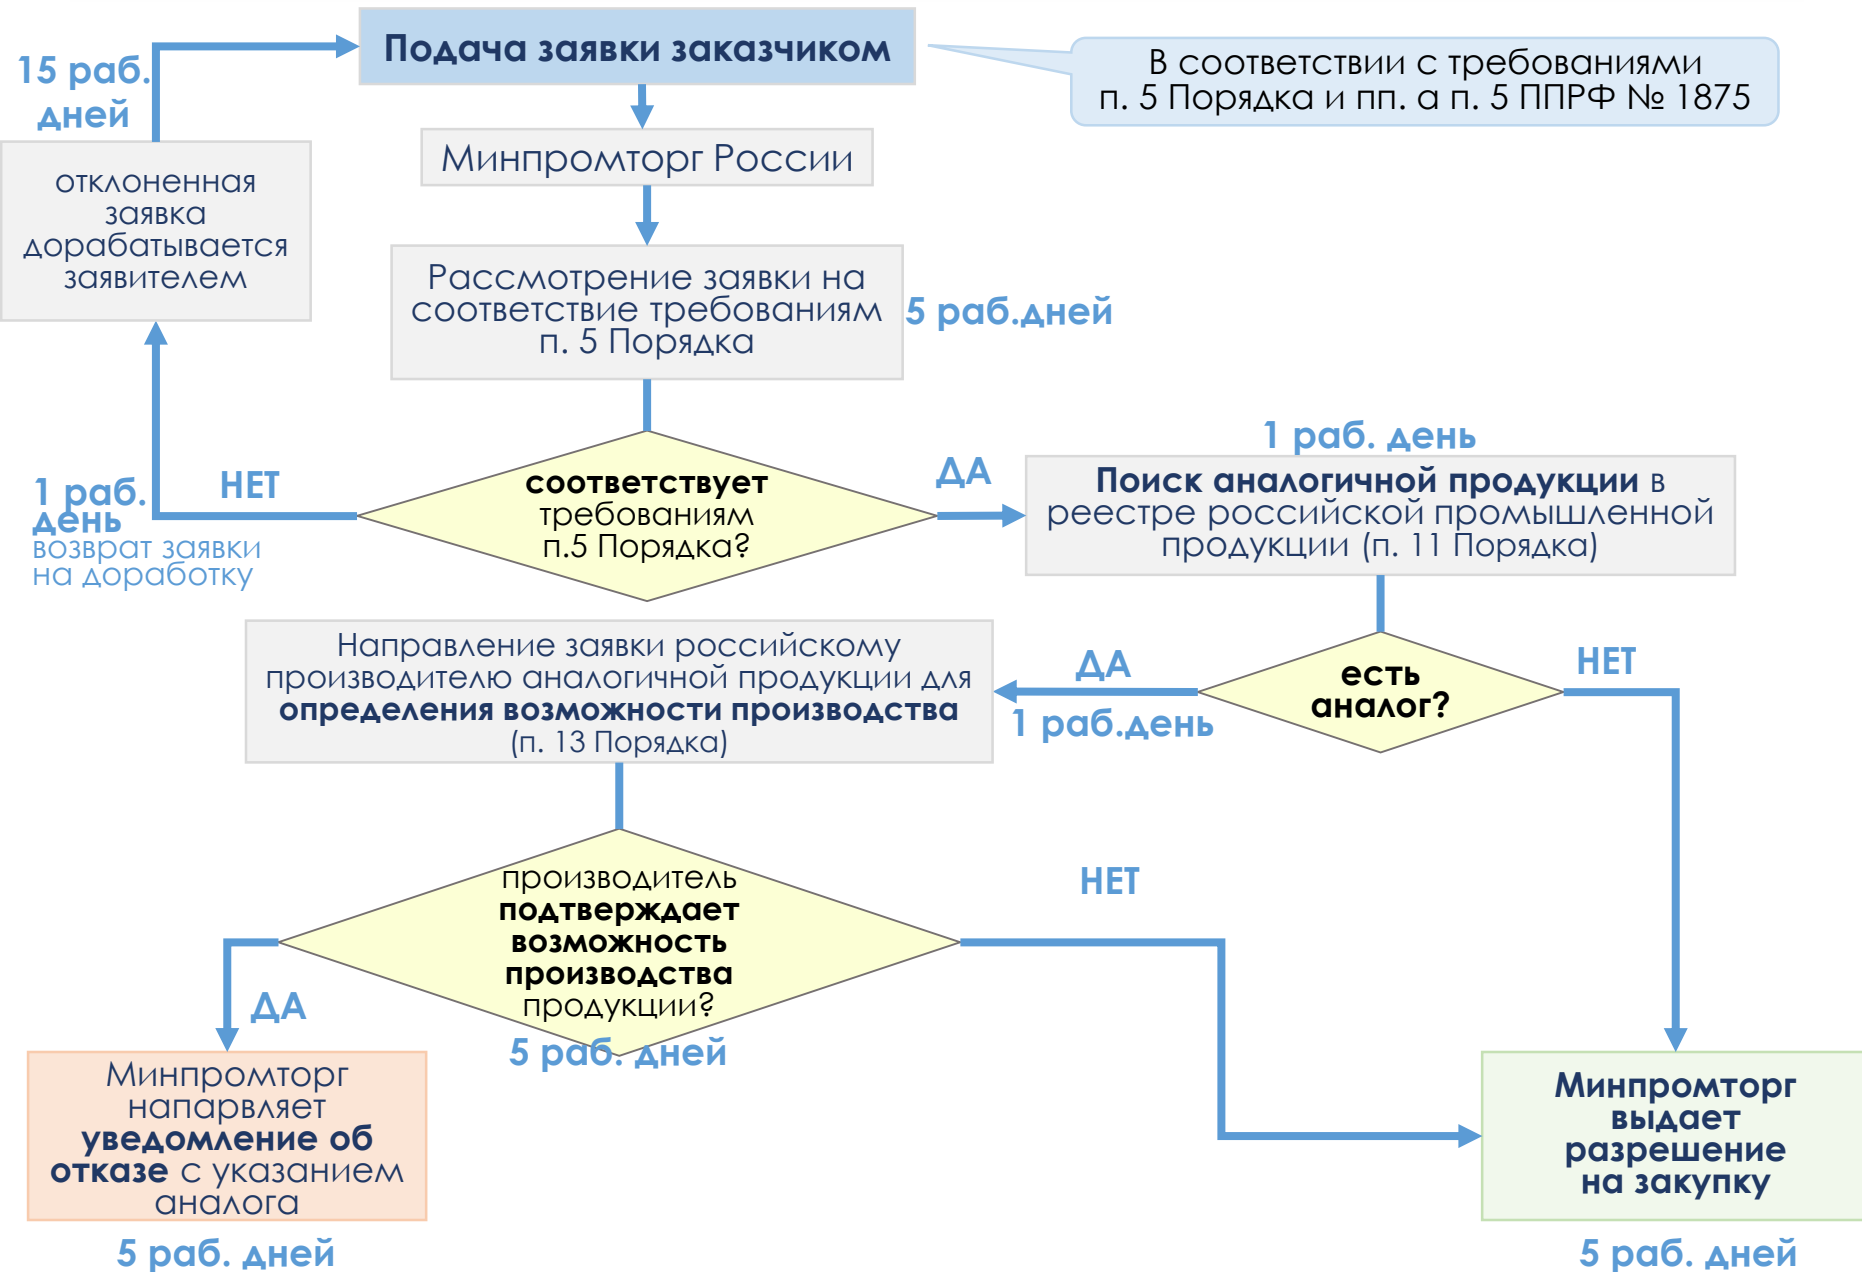 Подача заявки заказчиком
В соответствии с требованиями
п. 5 Порядка и пп. а п. 5 ППРФ № 1875
15 раб.
дней
Минпромторг России
отклоненная
заявка
дорабатывается
заявителем
Рассмотрение заявки на
соответствие требованиям
п. 5 Порядка
5 раб.дней
1 раб.
день
возврат заявки
на доработку
НЕТ
соответствует
требованиям
п.5 Порядка?
ДА
1 раб. день
Поиск аналогичной продукции в
реестре российской промышленной
продукции (п. 11 Порядка)
Направление заявки российскому
производителю аналогичной продукции для
определения возможности производства
(п. 13 Порядка)
ДА
1 раб.день
есть
аналог?
НЕТ
производитель
подтверждает
возможность
производства
продукции?
5 раб. дней
НЕТ
ДА
Минпромторг
напарвляет
уведомление об
отказе с указанием
аналога
5 раб. дней
Минпромторг
выдает
разрешение
на закупку
5 раб. дней